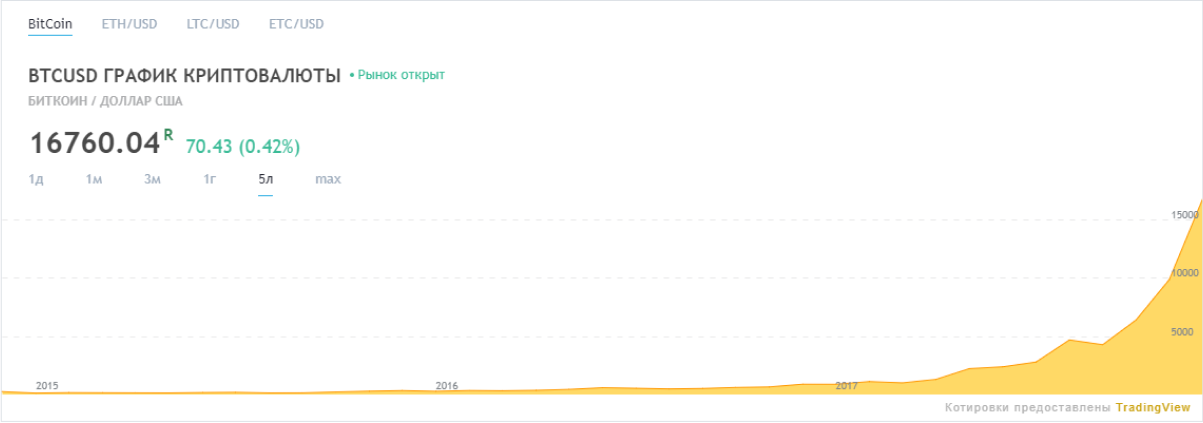 BitCoin ETH/USD LTC/USD ETC/USD
BTCUSD ГРАФИК КРИПТОВАЛЮТЫ • Рынок открыт
БИТКОИН / ДОЛЛАР США
16760.04 R 70.43 (0.42%)
1д 1м 3м 1г 5л max
15000
10000
5000
2015 2016 2017
Котировки предоставлены TradingView